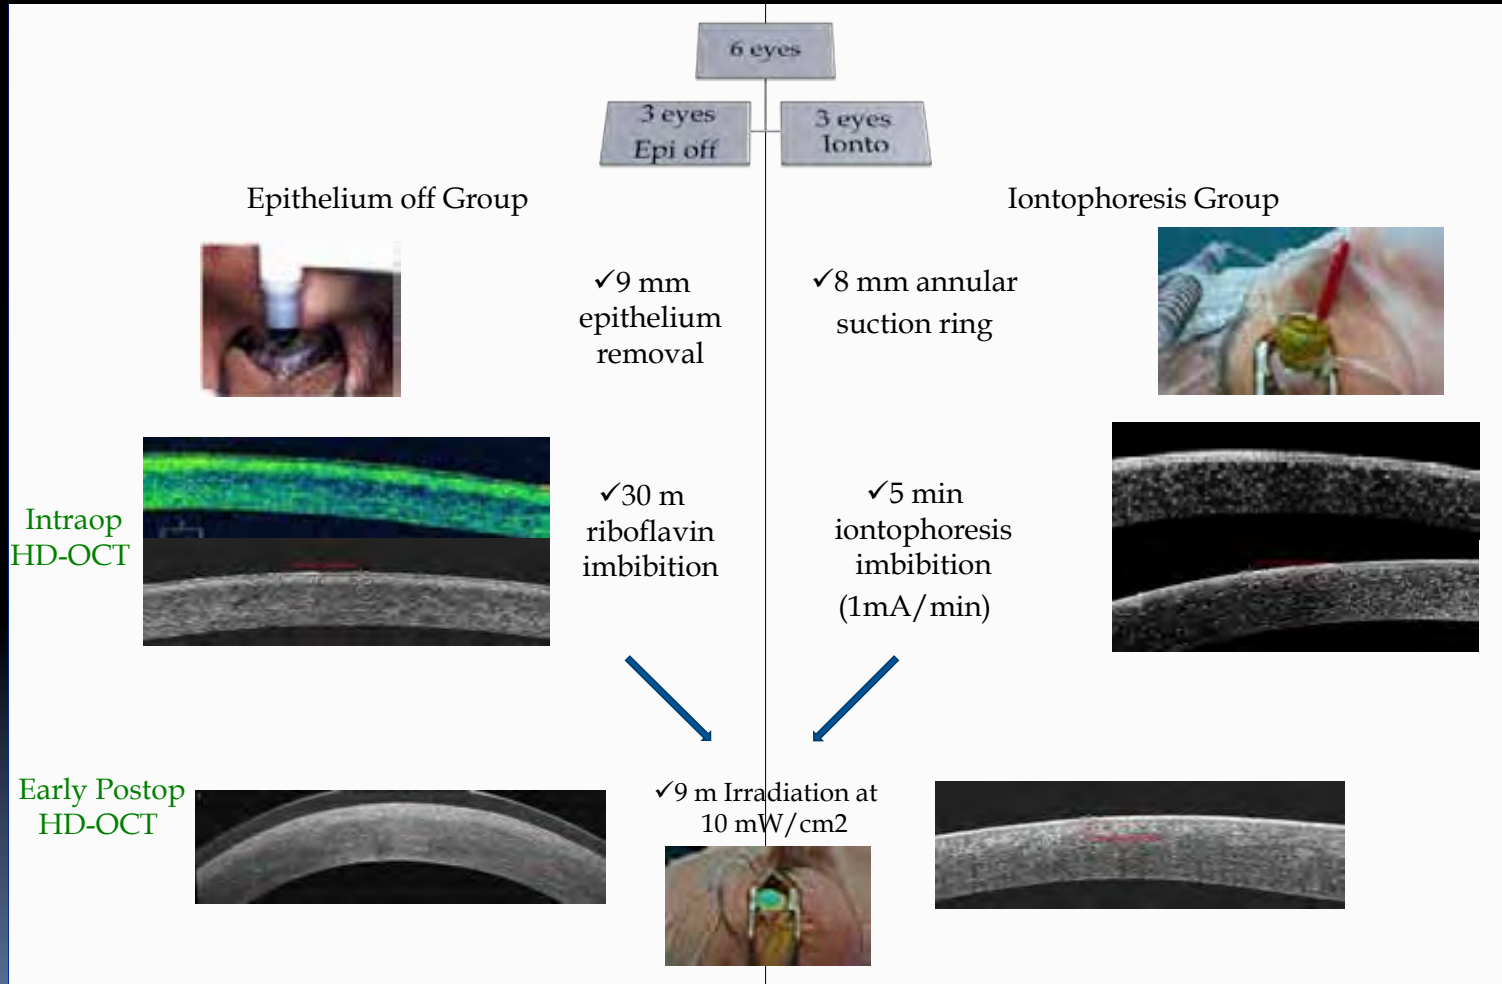 6 eyes
3 eyes
Epi off
3 eyes
Ionto
Epithelium off Group
Iontophoresis Group
✓9 mm
epithelium
removal
✓8 mm annular
suction ring
Intraop
HD-OCT
✓30 m
riboflavin
imbibition
✓5 min
iontophoresis
imbibition
(1mA/min)
Early Postop
HD-OCT
✓9 m Irradiation at
10 mW/cm2